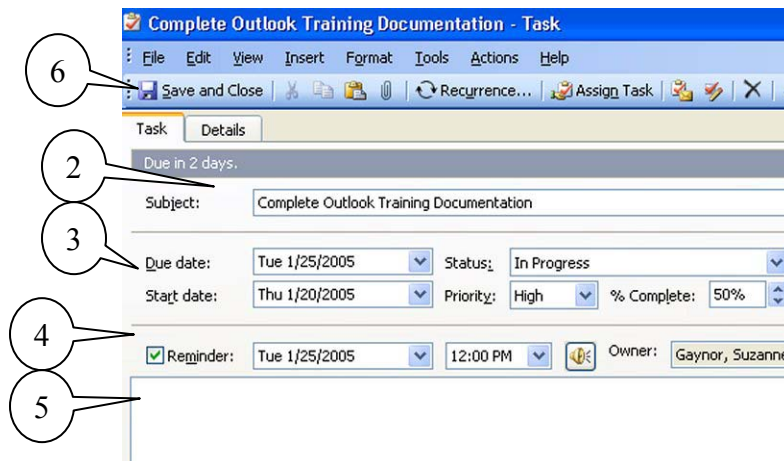 Complete Outlook Training Documentation - Task
File Edit View Insert Format Tools Actions Help
6
Save and Close Recurrence... Assign Task
Task Details
Due in 2 days.
2
Subject: Complete Outlook Training Documentation
3
Due date: Tue 1/25/2005 Status: In Progress
Start date: Thu 1/20/2005 Priority: High % Complete: 50%
4
Reminder: Tue 1/25/2005 12:00 PM Owner: Gaynor, Suzanne
5